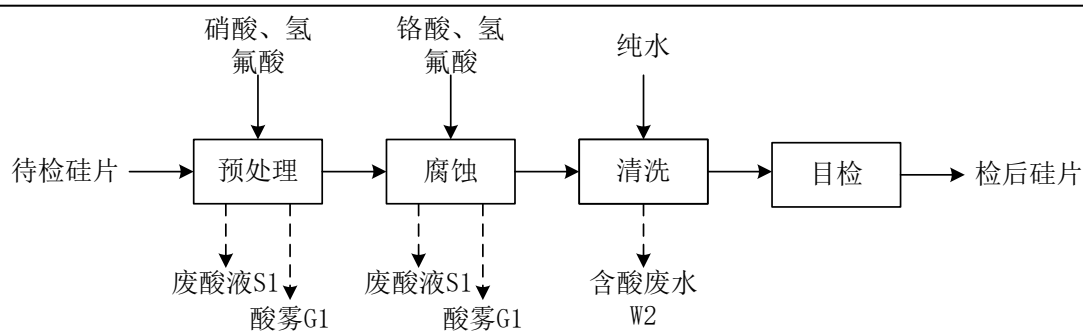 硝酸、氢
氟酸
铬酸、氢
氟酸
纯水
待检硅片
预处理
腐蚀
清洗
目检
检后硅片
废酸液S1
酸雾G1
废酸液S1
酸雾G1
含酸废水
W2